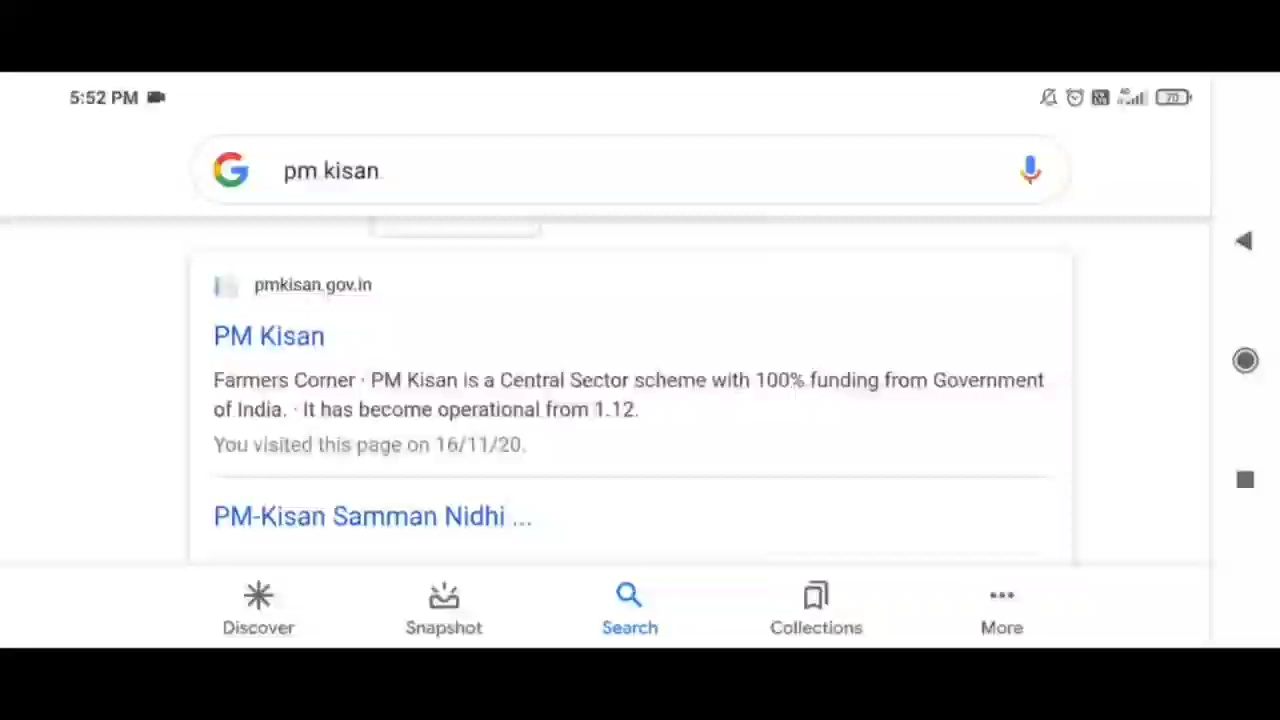 5:52 PM
70
pm kisan
pmkisan.gov.in
PM Kisan
Farmers Corner · PM Kisan is a Central Sector scheme with 100% funding from Government
of India. · It has become operational from 1.12.
You visited this page on 16/11/20.
PM-Kisan Samman Nidhi ...
Discover
Snapshot
Search
Collections
More